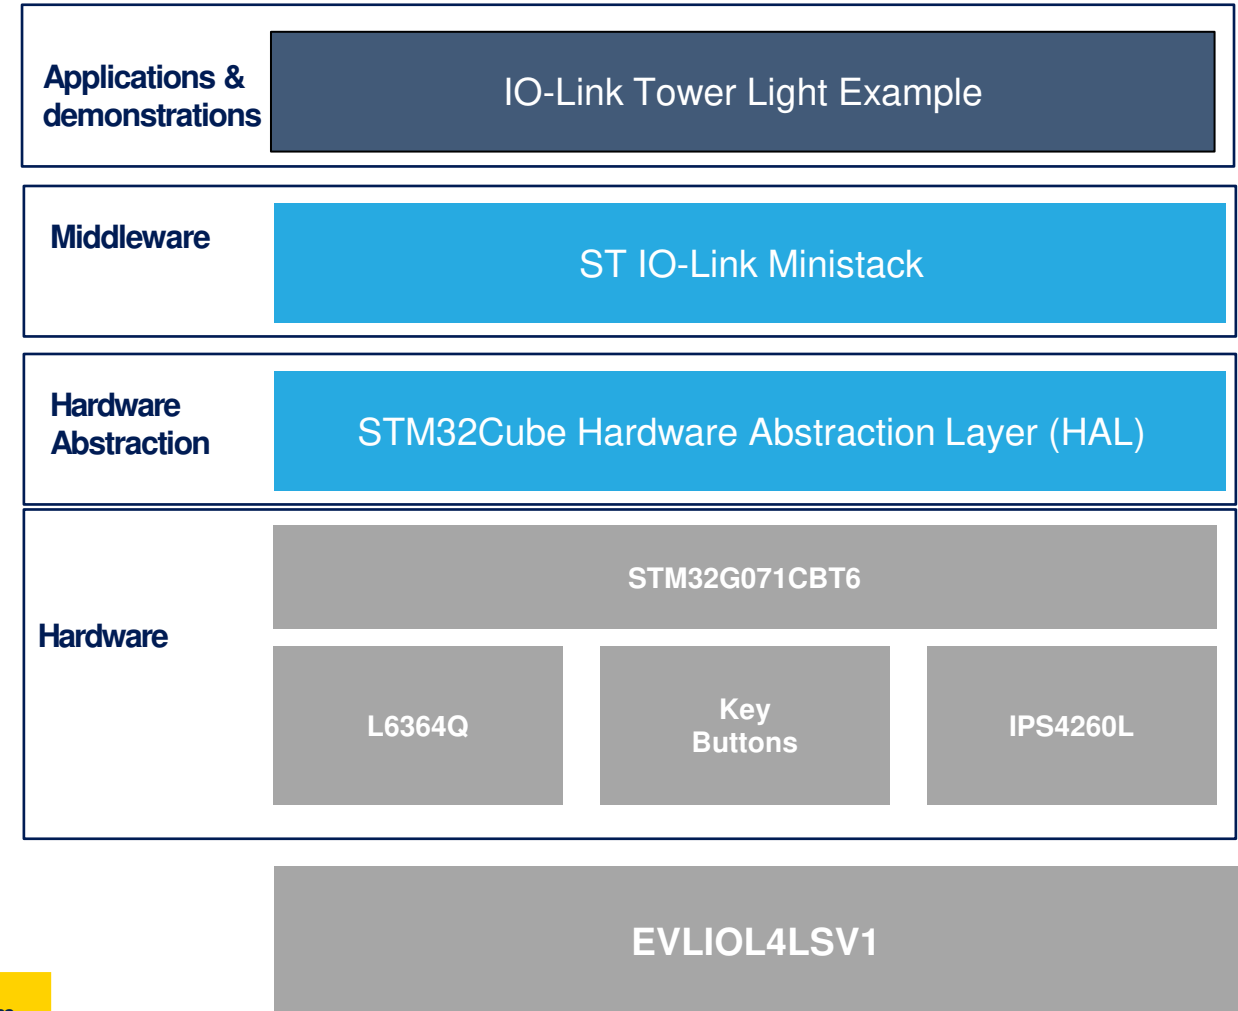 Applications &
demonstrations
IO-Link Tower Light Example
Middleware
ST IO-Link Ministack
Hardware
Abstraction
STM32Cube Hardware Abstraction Layer (HAL)
Hardware
STM32G071CBT6
L6364Q
Key
Buttons
IPS4260L
EVLIOL4LSV1